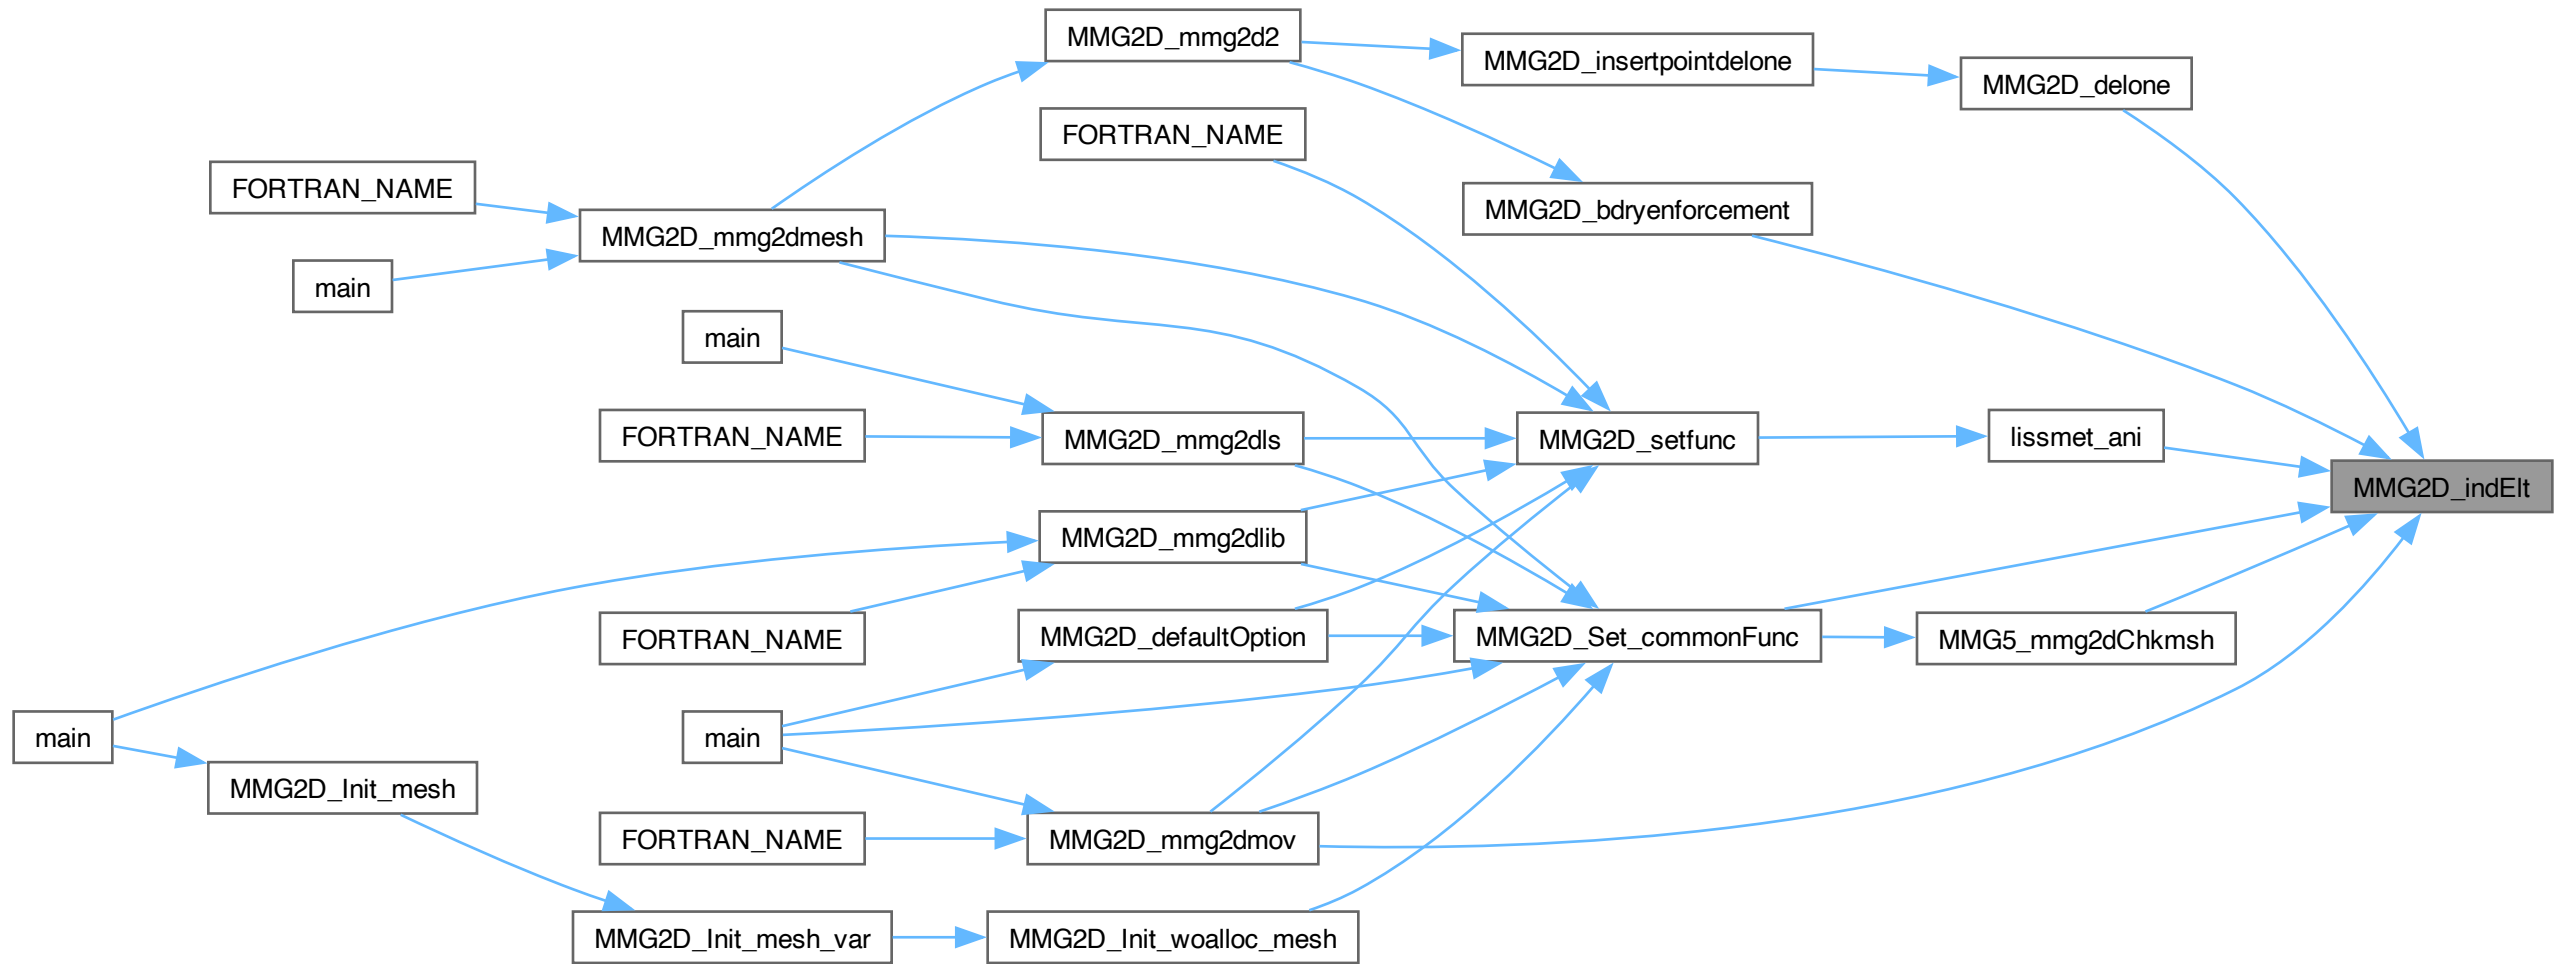 MMG2D_mmg2d2
MMG2D_insertpointdelone
MMG2D_delone
FORTRAN_NAME
FORTRAN_NAME
MMG2D_bdryenforcement
MMG2D_mmg2dmesh
main
main
FORTRAN_NAME
MMG2D_mmg2dls
MMG2D_setfunc
lissmet_ani
MMG2D_indElt
MMG2D_mmg2dlib
FORTRAN_NAME
MMG2D_defaultOption
MMG2D_Set_commonFunc
MMG5_mmg2dChkmsh
main
main
MMG2D_Init_mesh
FORTRAN_NAME
MMG2D_mmg2dmov
MMG2D_Init_mesh_var
MMG2D_Init_woalloc_mesh